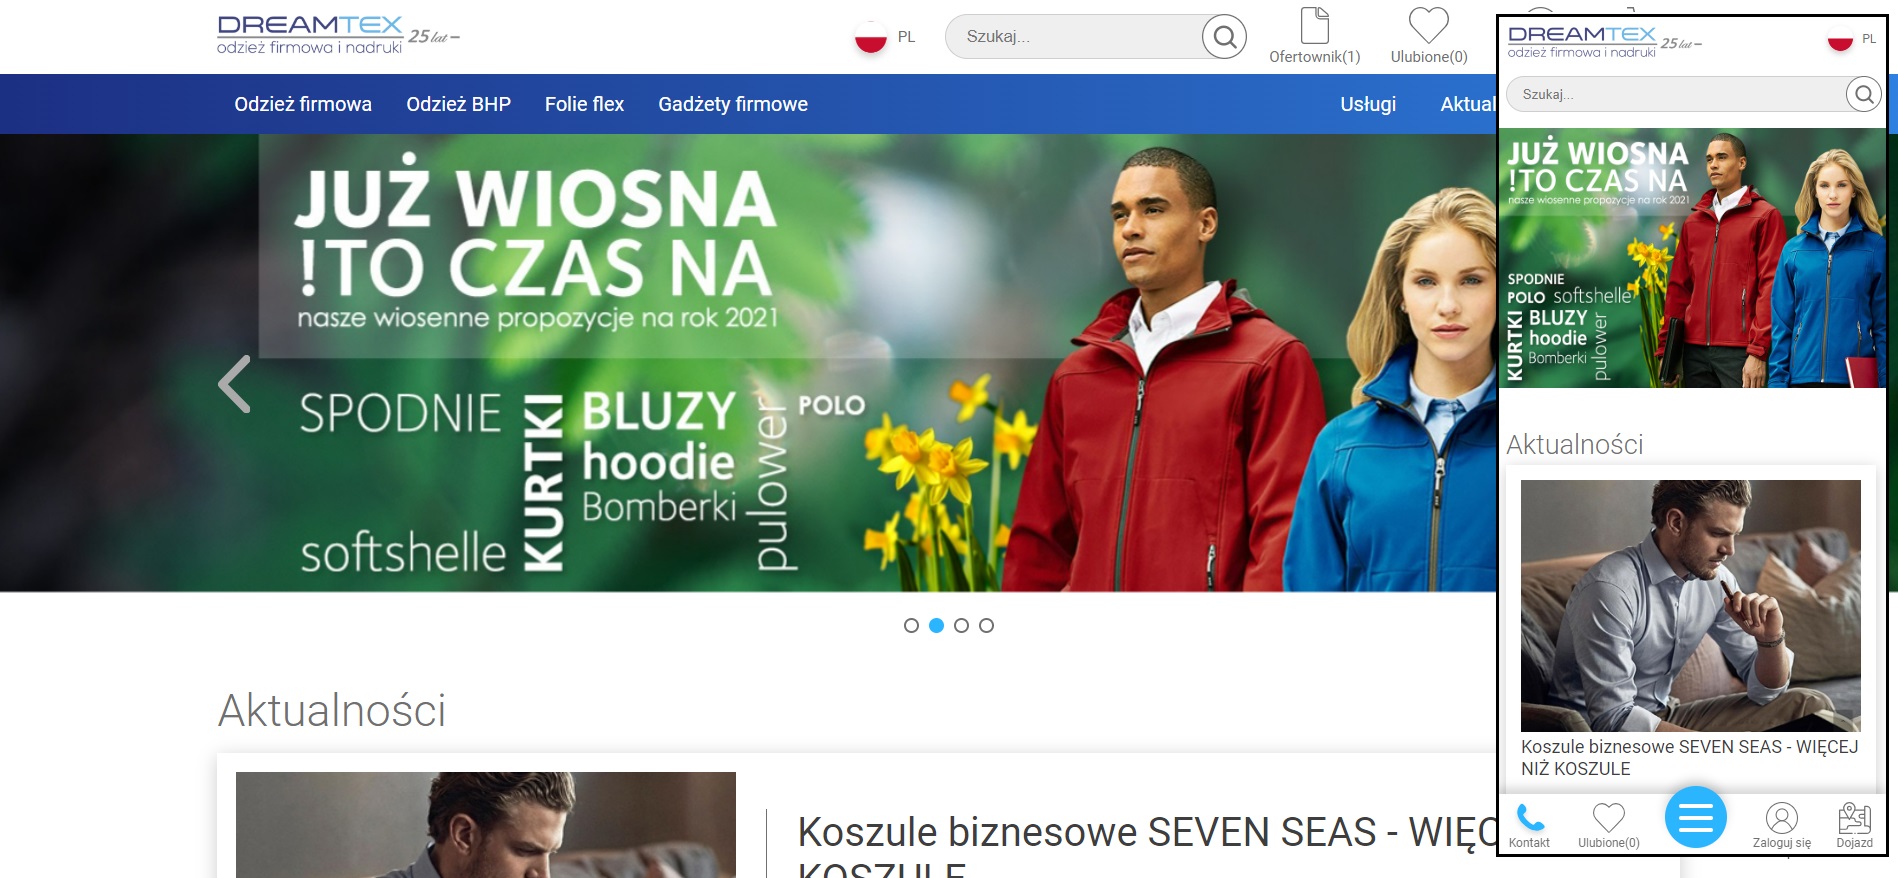 DREAMTEX
odzież firmowa i nadruki
25 lat
PL
Szukaj...
Ofertownik(1)
Ulubione(0)
Odzież firmowa
Odzież BHP
Folie flex
Gadżety firmowe
Usługi
Aktual
JUŻ WIOSNA
!TO CZAS NA
nasze wiosenne propozycje na rok 2021
SPODNIE
KURTKI
BLUZY
hoodie
Bomberki
pulower
POLO
softshelle
Aktualności
Koszule biznesowe SEVEN SEAS - WIĘC
KOSZULE
DREAMTEX
odzież firmowa i nadruki
25 lat
PL
Szukaj...
JUŻ WIOSNA
!TO CZAS NA
nasze wiosenne propozycje na rok 2021
SPODNIE
POLO softshelle
KURTKI
BLUZY
hoodie
Bomberki
pulower
Aktualności
Koszule biznesowe SEVEN SEAS - WIĘCEJ
NIŻ KOSZULE
Kontakt
Ulubione(0)
Zaloguj się
Dojazd